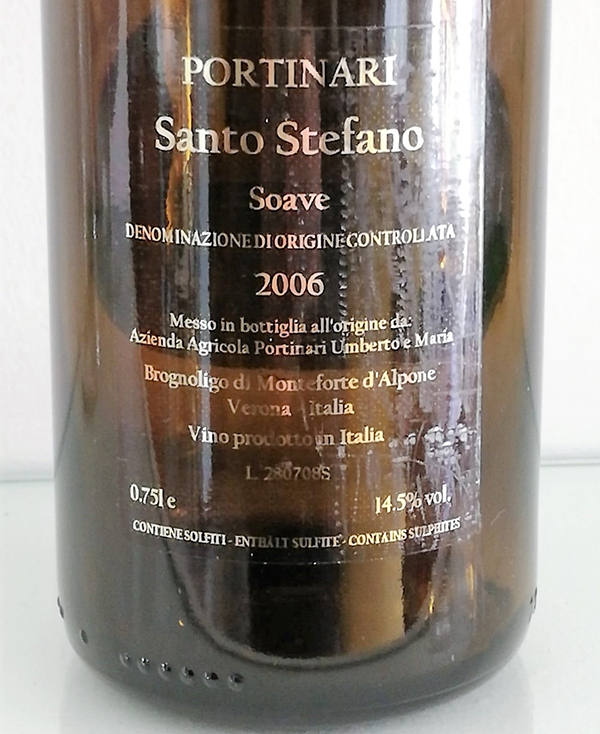 PORTINARI
Santo Stefano
Soave
DENOMINAZIONE DI ORIGINE CONTROLLATA
2006
Messo in bottiglia all'origine da:
Azienda Agricola Portinari Umberto e Maria
Brognoligo di Monteforte d'Alpone
Verona - Italia
Vino prodotto in Italia
L. 280708S
0.75l e 14.5% vol.
CONTIENE SOLFITI - ENTHÄLT SULFITE - CONTAINS SULPHITES